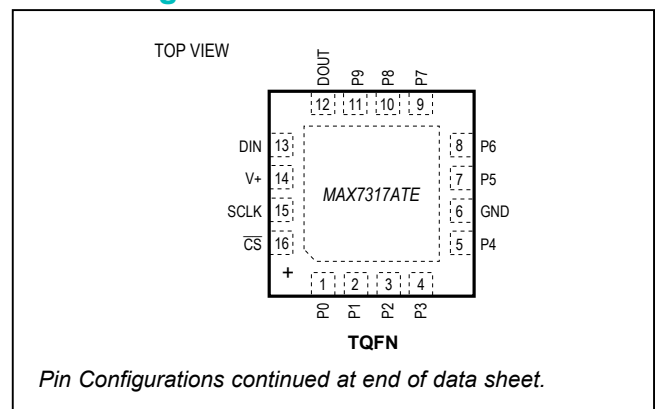 TOP VIEW
DOUT P9 P8 P7
12 11 10 9
DIN 13 8 P6
V+ 14 7 P5
MAX7317ATE
SCLK 15 6 GND
CS 16 5 P4
+
1 2 3 4
P0 P1 P2 P3
TQFN
Pin Configurations continued at end of data sheet.